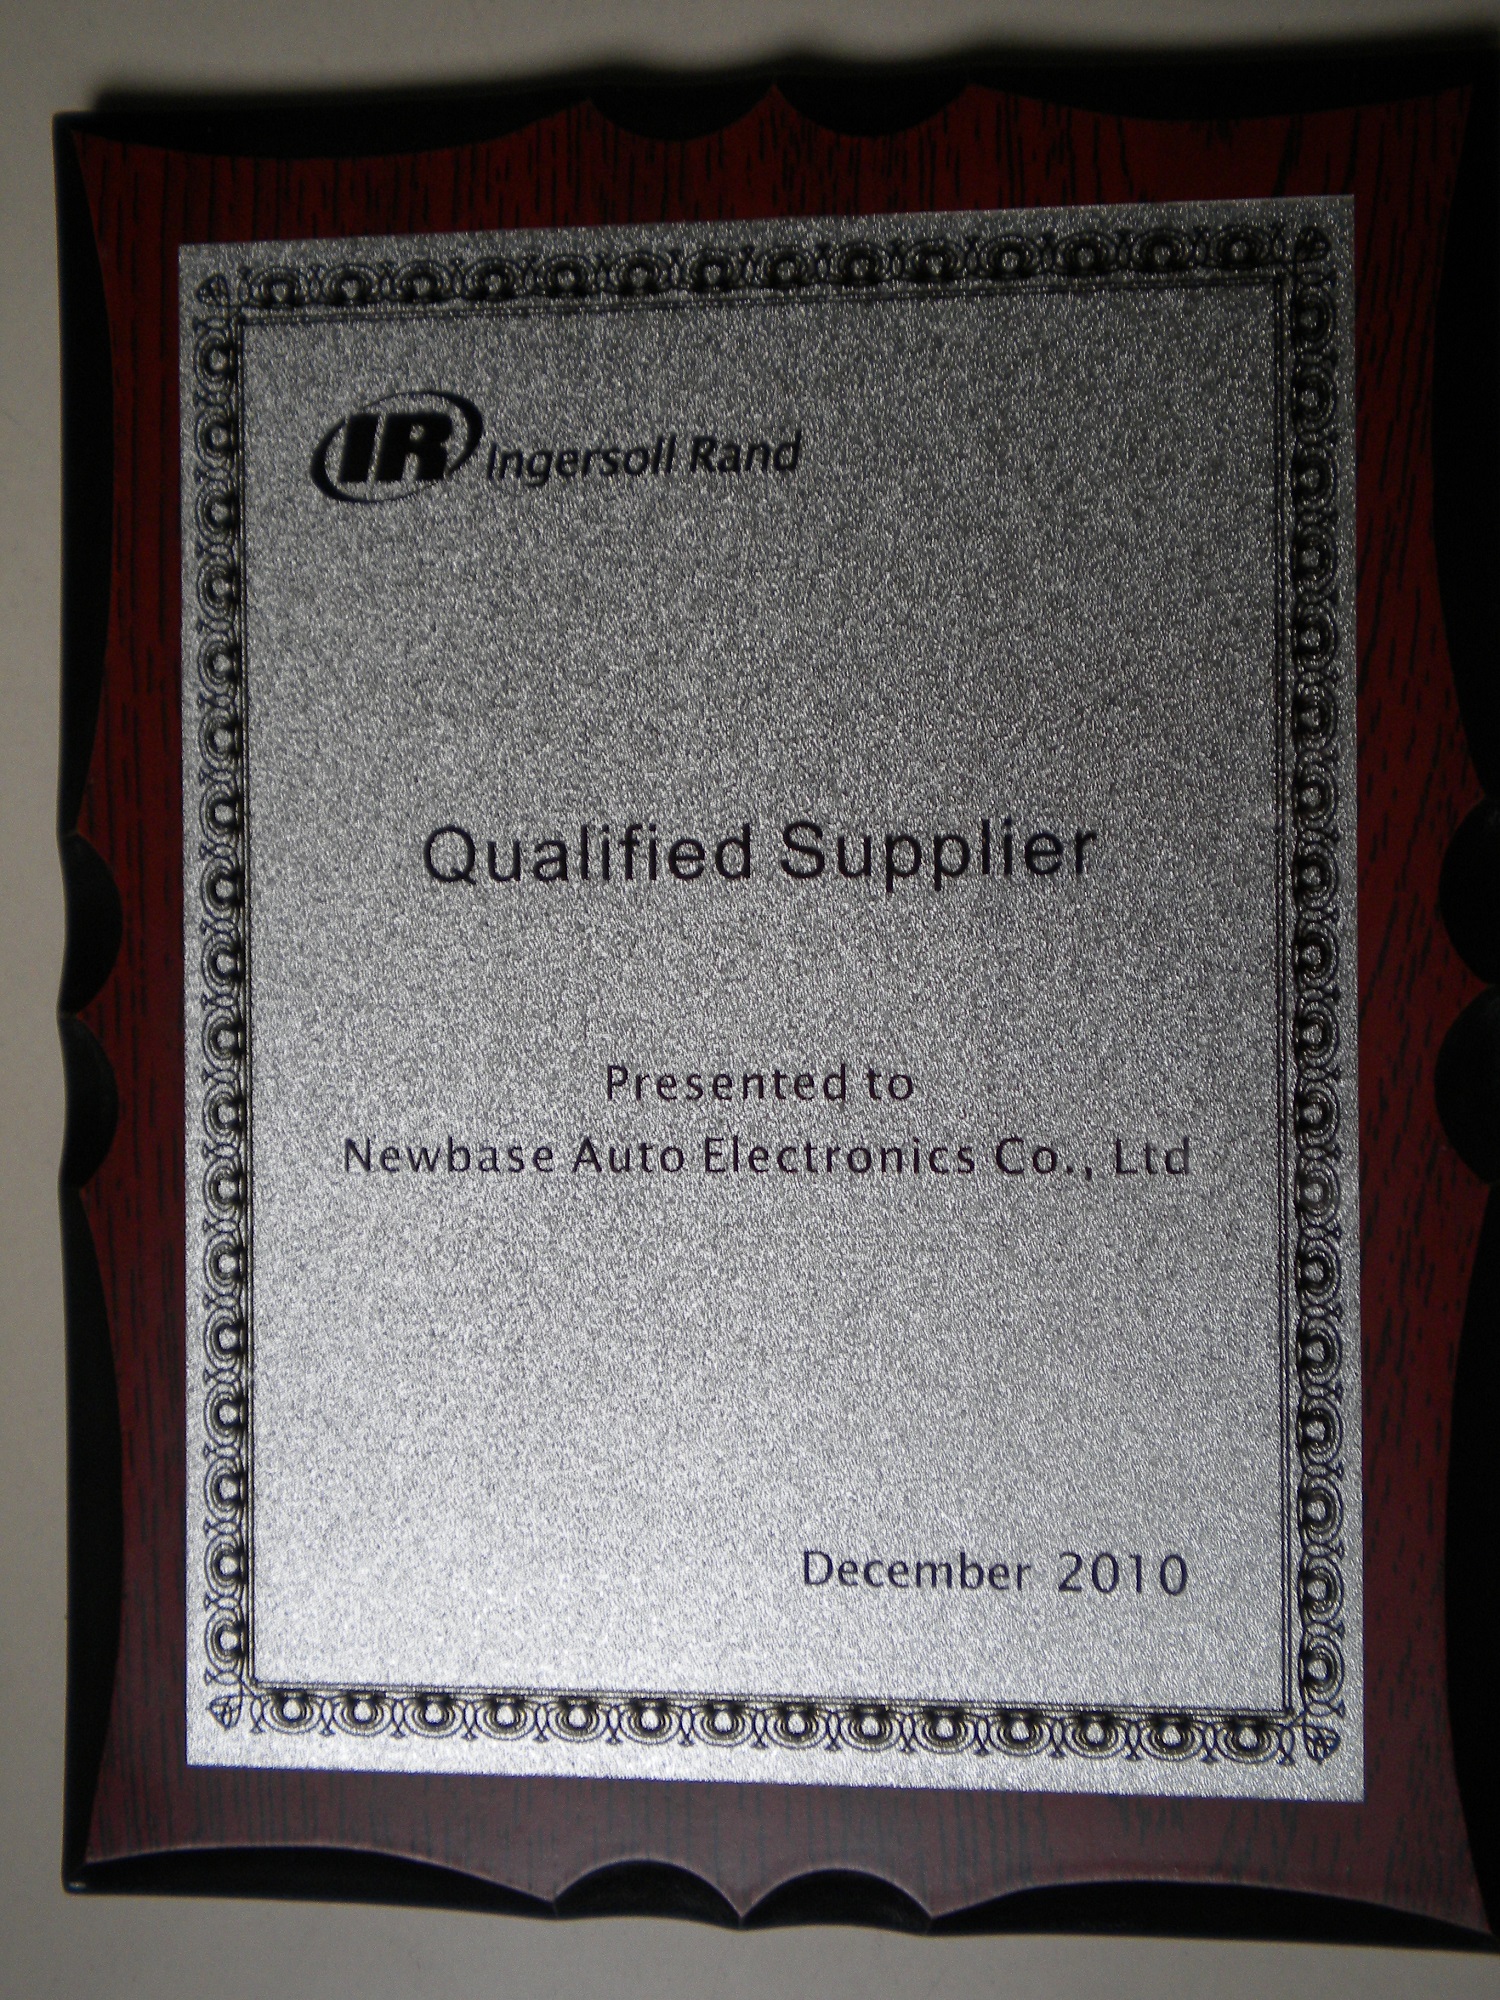 IR Ingersoll Rand
Qualified Supplier
Presented to
Newbase Auto Electronics Co., Ltd
December 2010